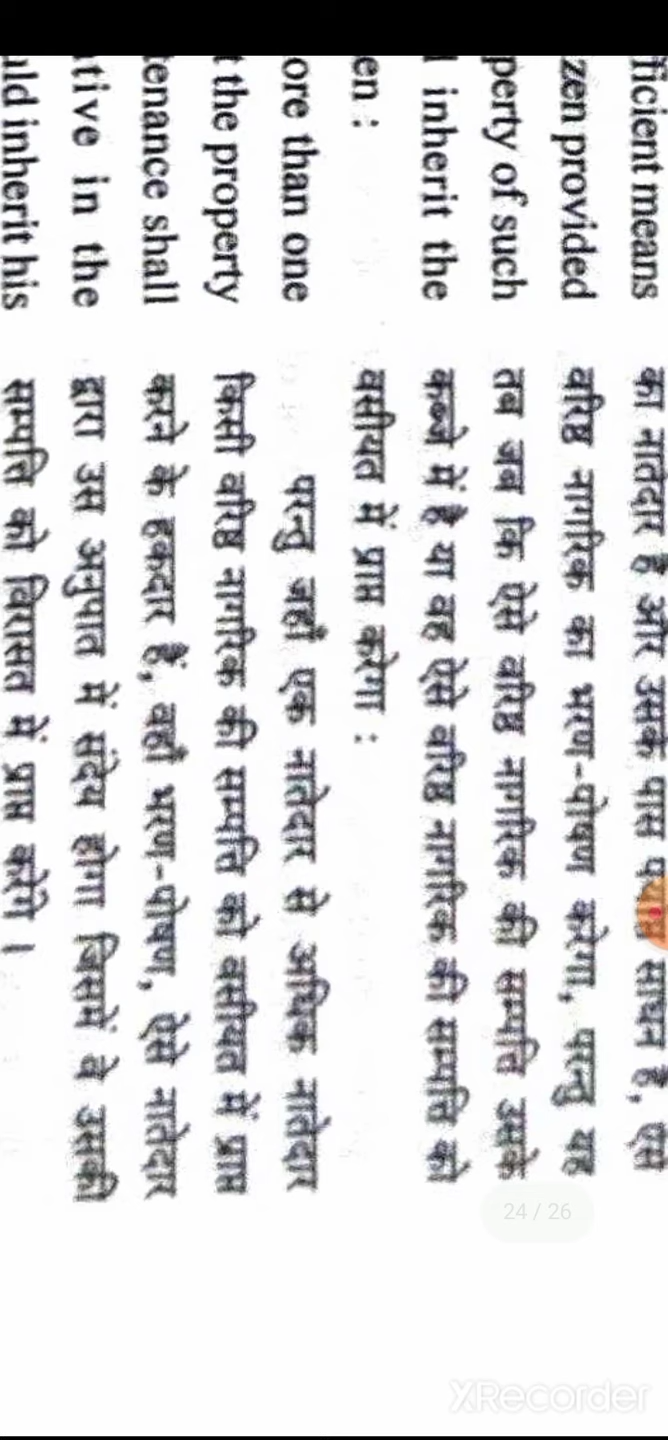 ficient means का नातेदार है और उसके पास साधन है, ऐसे
zen provided वरिष्ठ नागरिक का भरण-पोषण करेगा, परन्तु यह
perty of such तब जब कि ऐसे वरिष्ठ नागरिक की सम्पत्ति उसके
l inherit the कब्जे में है या वह ऐसे वरिष्ठ नागरिक की सम्पत्ति को
en : वसीयत में प्राप्त करेगा :
ore than one परन्तु जहाँ एक नातेदार से अधिक नातेदार
t the property किसी वरिष्ठ नागरिक की सम्पत्ति को वसीयत में प्राप्त
tenance shall करने के हकदार हैं, वहाँ भरण-पोषण, ऐसे नातेदार
tive in the द्वारा उस अनुपात में संदेय होगा जिसमें वे उसकी
uld inherit his सम्पत्ति को विरासत में प्राप्त करेंगे ।
24 / 26
XRecorder